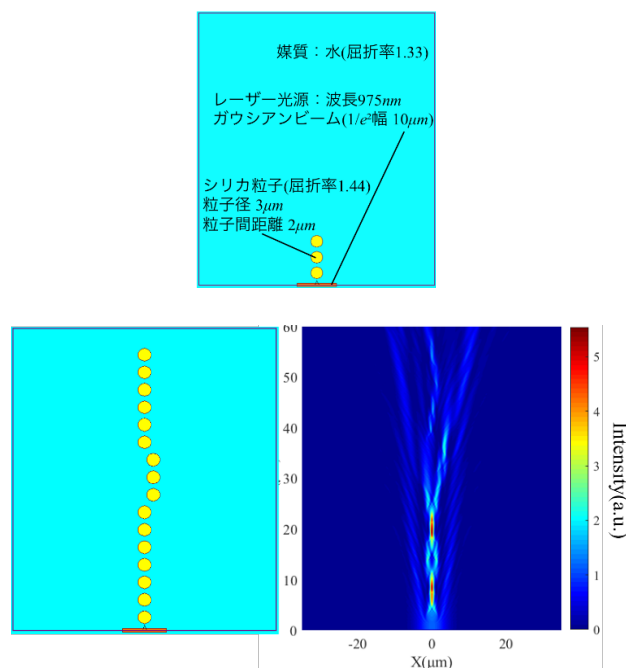 媒質：水(屈折率1.33)
レーザー光源：波長975nm
ガウシアンビーム(1/e²幅 10μm)
シリカ粒子(屈折率1.44)
粒子径 3μm
粒子間距離 2μm
60
50
40
30
20
10
0
-20
0
20
X(μm)
5
4
3
2
1
0
Intensity(a.u.)